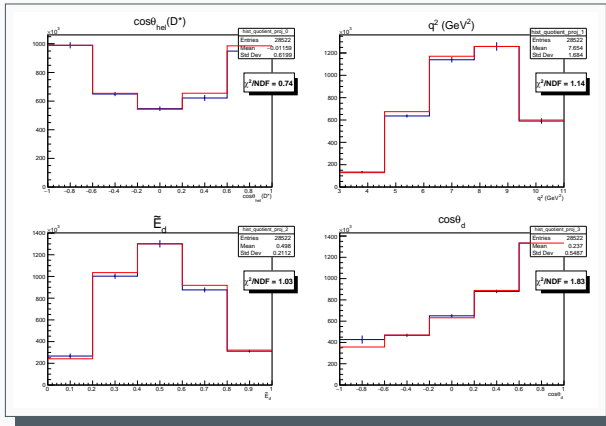 cosθhel(D*)
×10³
hist_quotient_proj_0
Entries 28522
Mean -0.01159
Std Dev 0.6199
χ²/NDF = 0.74
1000
800
600
400
200
0
−1 −0.8 −0.6 −0.4 −0.2 0 0.2 0.4 0.6 0.8 1
cosθhel(D*)
q² (GeV²)
×10³
hist_quotient_proj_1
Entries 28522
Mean 7.654
Std Dev 1.684
χ²/NDF = 1.14
1200
1000
800
600
400
200
0
3 4 5 6 7 8 9 10 11
q² (GeV²)
Ẽd
×10³
hist_quotient_proj_2
Entries 28522
Mean 0.498
Std Dev 0.2112
χ²/NDF = 1.03
1400
1200
1000
800
600
400
200
0
0 0.1 0.2 0.3 0.4 0.5 0.6 0.7 0.8 0.9 1
Ẽd
cosθd
×10³
hist_quotient_proj_3
Entries 28522
Mean 0.237
Std Dev 0.5487
χ²/NDF = 1.83
1400
1200
1000
800
600
400
200
0
−1 −0.8 −0.6 −0.4 −0.2 0 0.2 0.4 0.6 0.8 1
cosθd